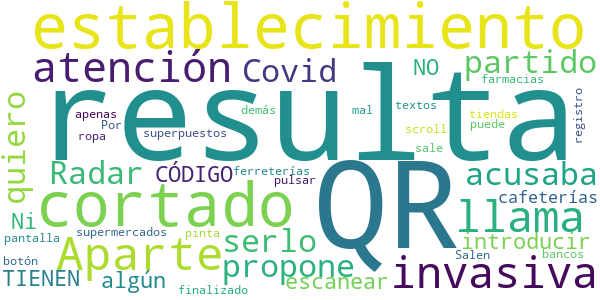 establecimiento
atención Covid NO partido
farmacias
resulta
quiero apenas demás mal textos tiendas registro
Por superpuestos scroll puede
ropa sale
Radar CÓDIGO ferreterías QR acusaba
pulsar cafeterías
cortado llama
Ni supermercados pinta serlo introducir
pantalla Aparte propone Salen bancos
botón TIENEN algún escanear invasiva
finalizado